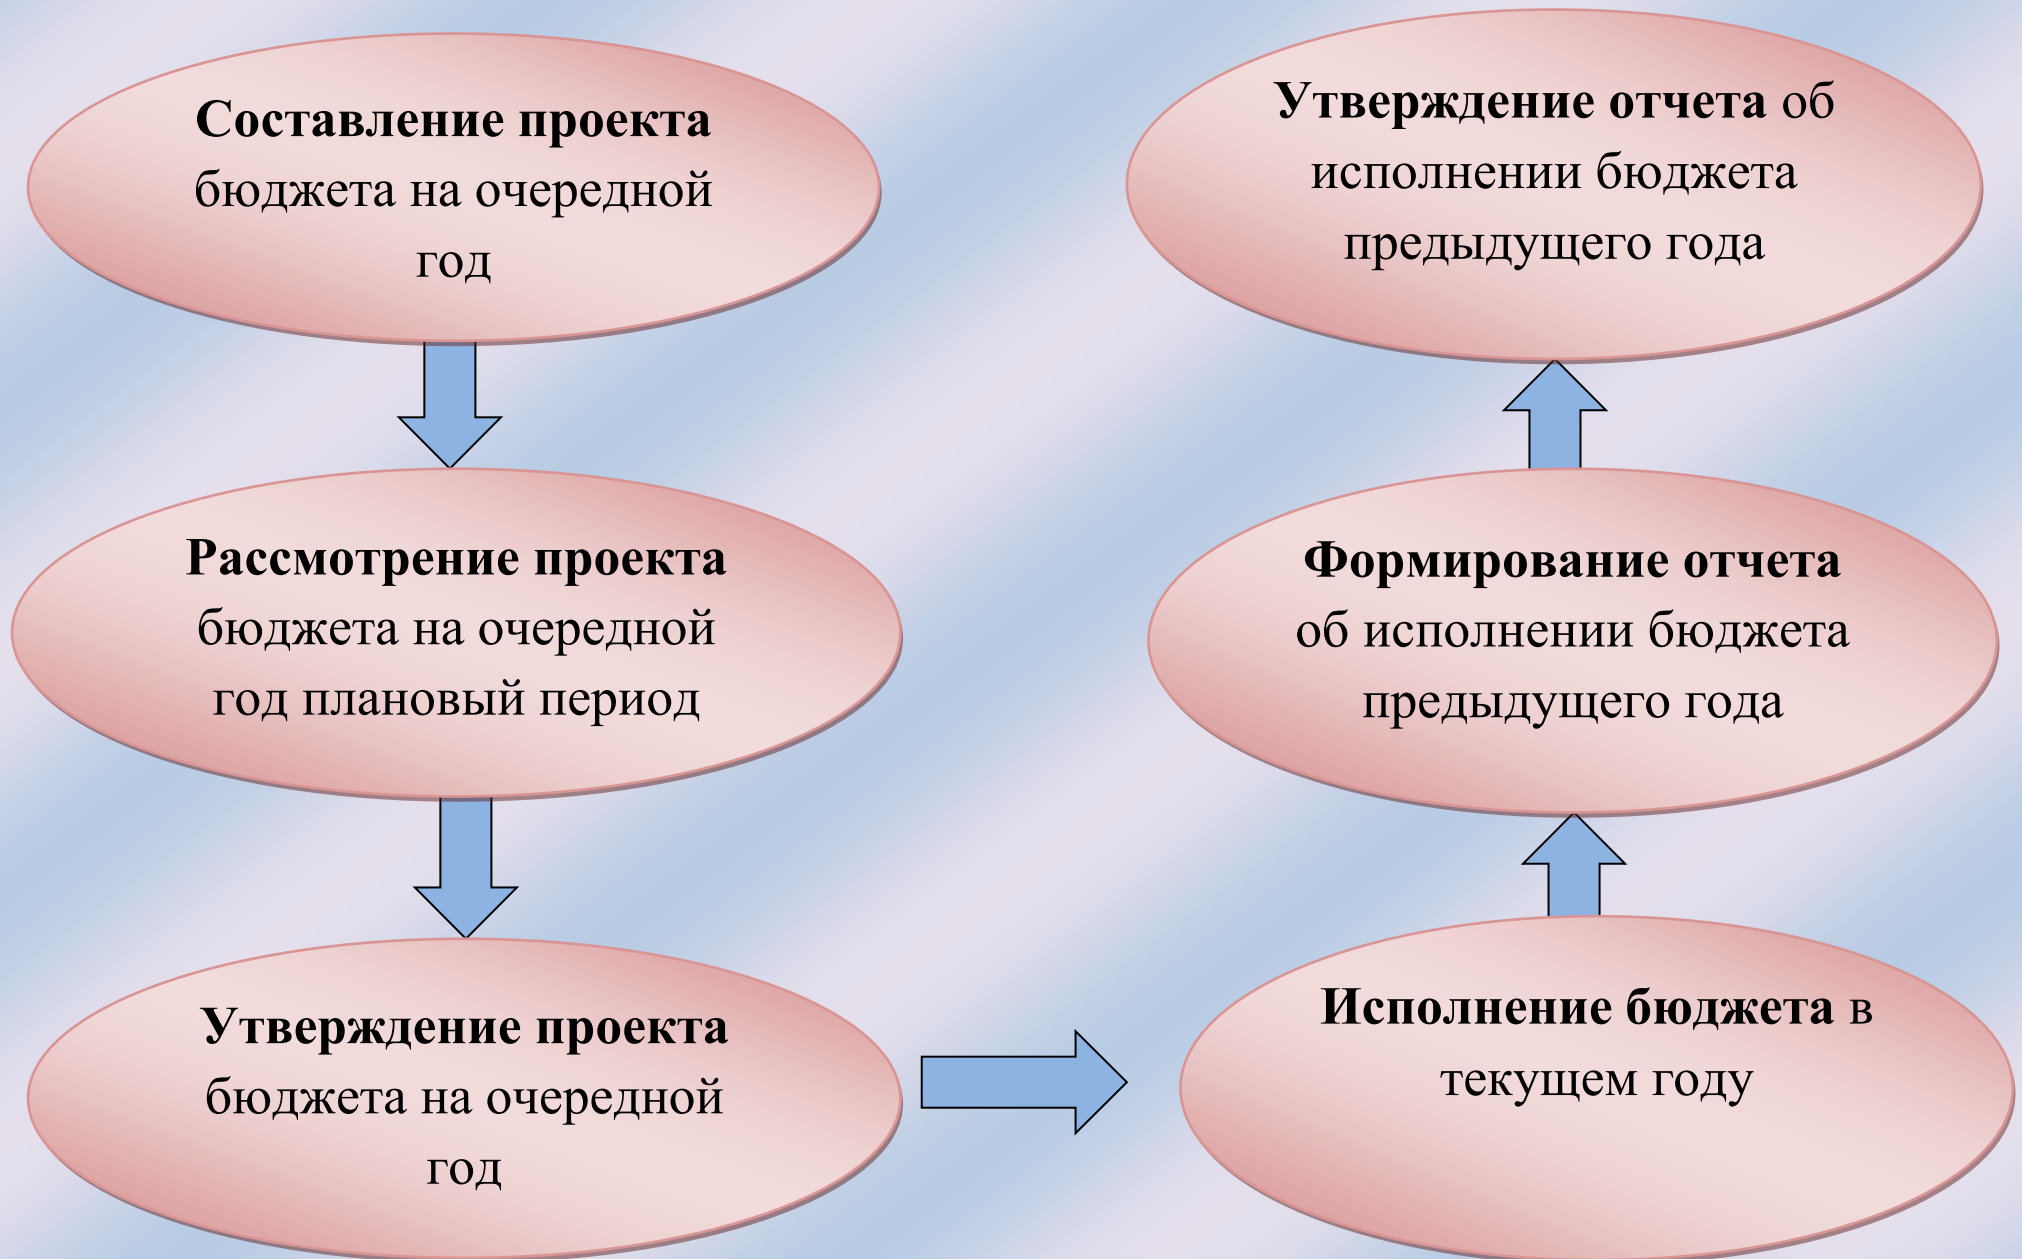 Составление проекта
бюджета на очередной
год
Рассмотрение проекта
бюджета на очередной
год плановый период
Утверждение проекта
бюджета на очередной
год
Исполнение бюджета в
текущем году
Формирование отчета
об исполнении бюджета
предыдущего года
Утверждение отчета об
исполнении бюджета
предыдущего года